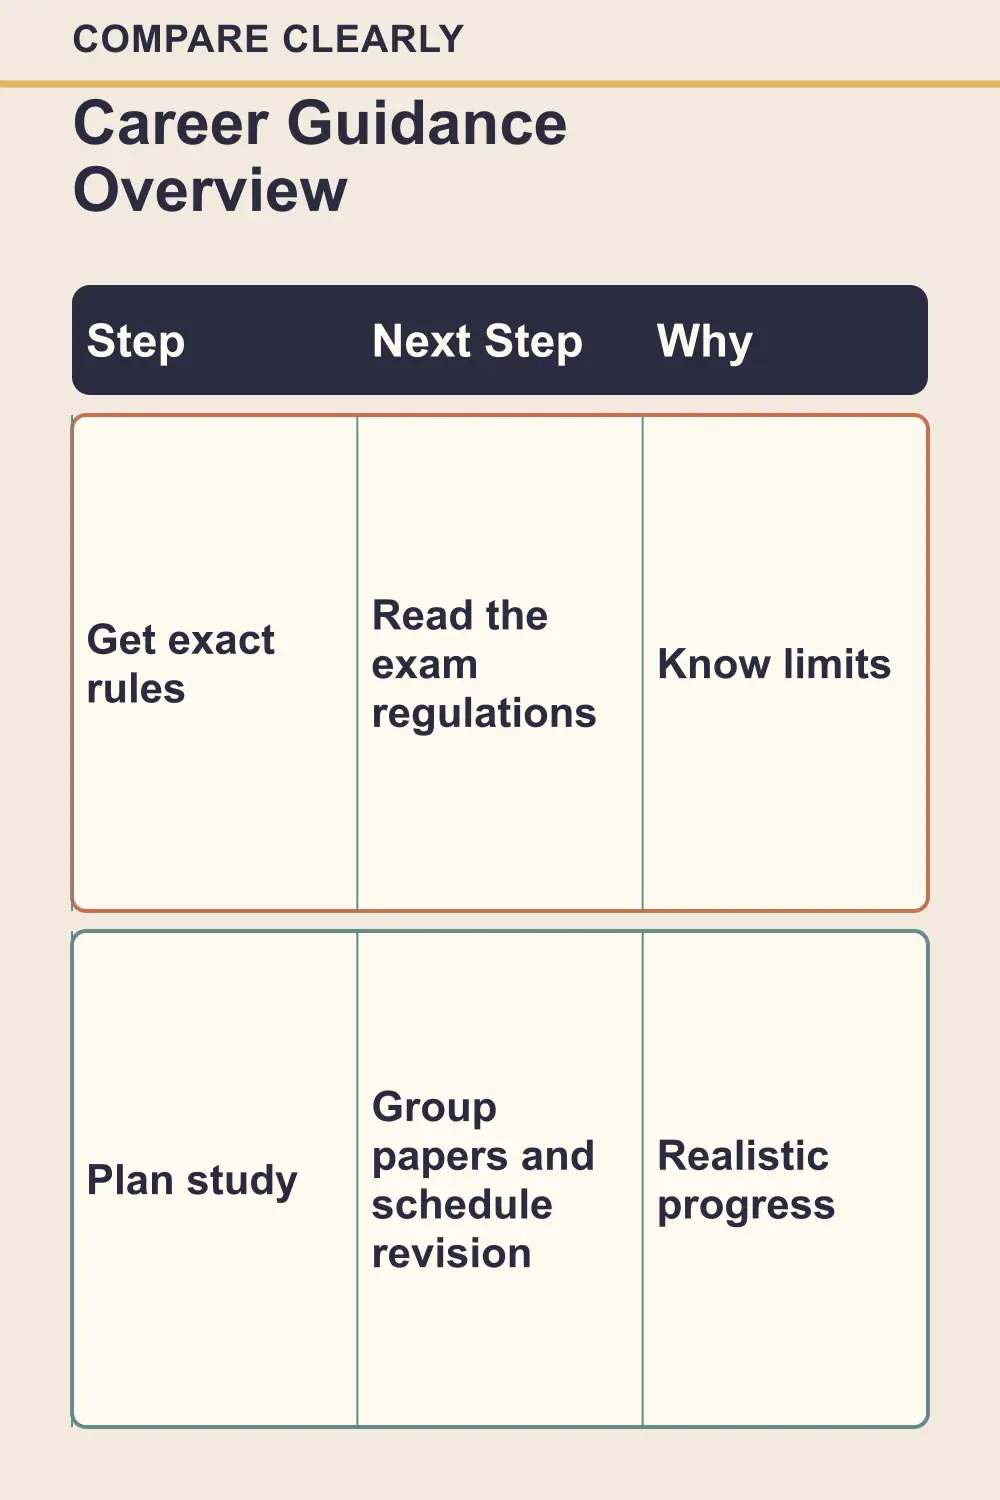 COMPARE CLEARLY
Career Guidance
Overview
Step
Next Step
Why
Get exact
rules
Read the
exam
regulations
Know limits
Plan study
Group
papers and
schedule
revision
Realistic
progress